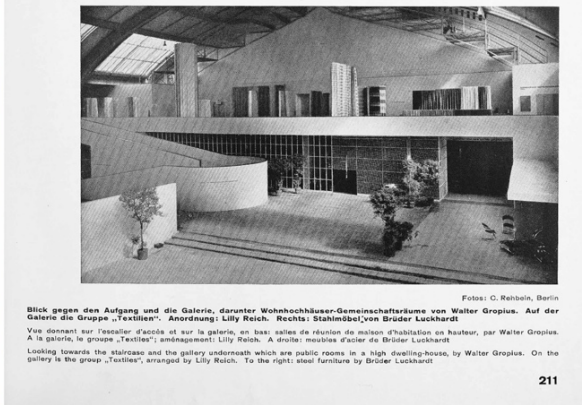 Fotos: C. Rehbein, Berlin
Blick gegen den Aufgang und die Galerie, darunter Wohnhochhäuser-Gemeinschaftsräume von Walter Gropius. Auf der
Galerie die Gruppe „Textilien“. Anordnung: Lilly Reich. Rechts: Stahlmöbel von Brüder Luckhardt
Vue donnant sur l'escalier d'accès et sur la galerie, en bas: salles de réunion de maison d'habitation en hauteur, par Walter Gropius.
A la galerie, le groupe „Textiles“; aménagement: Lilly Reich. A droite: meubles d'acier de Brüder Luckhardt
Looking towards the staircase and the gallery underneath which are public rooms in a high dwelling-house, by Walter Gropius. On the
gallery is the group „Textiles“, arranged by Lilly Reich. To the right: steel furniture by Brüder Luckhardt
211